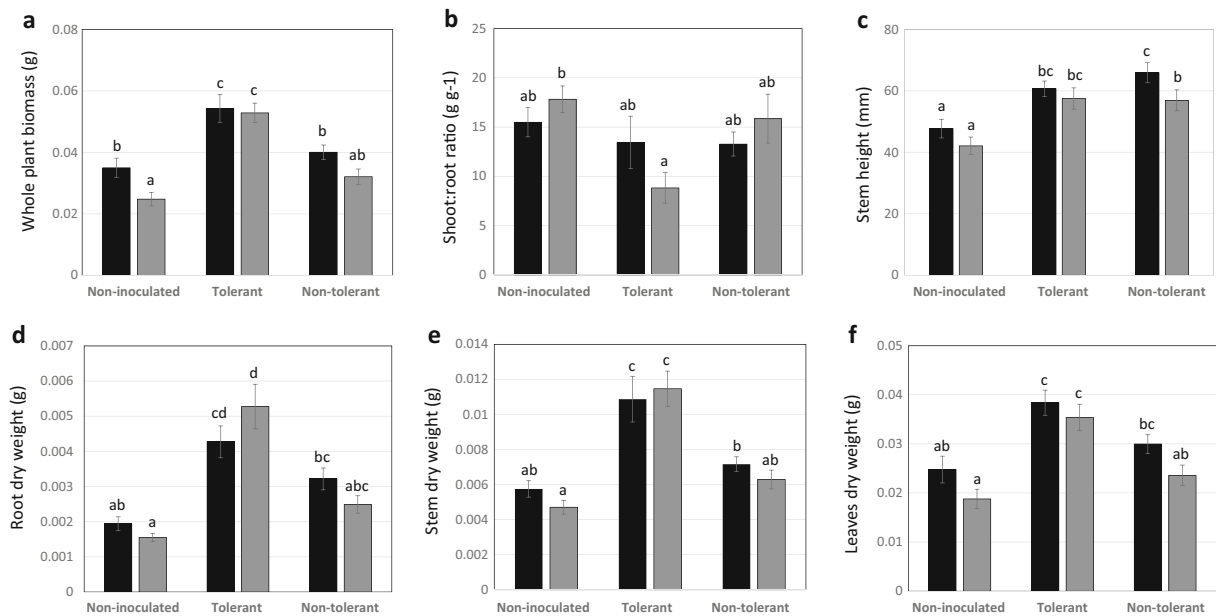 a
Whole plant biomass (g)
0.08
0.06
0.04
0.02
0
b
a
c
c
b
ab
Non-inoculated Tolerant Non-tolerant
b
Shoot:root ratio (g g-1)
25
20
15
10
5
0
ab
b
ab
a
ab
ab
Non-inoculated Tolerant Non-tolerant
c
Stem height (mm)
80
60
40
20
0
a
a
bc
bc
c
b
Non-inoculated Tolerant Non-tolerant
d
Root dry weight (g)
0.007
0.006
0.005
0.004
0.003
0.002
0.001
0
ab
a
cd
d
bc
abc
Non-inoculated Tolerant Non-tolerant
e
Stem dry weight (g)
0.014
0.012
0.01
0.008
0.006
0.004
0.002
0
ab
a
c
c
b
ab
Non-inoculated Tolerant Non-tolerant
f
Leaves dry weight (g)
0.05
0.04
0.03
0.02
0.01
0
ab
a
c
c
bc
ab
Non-inoculated Tolerant Non-tolerant